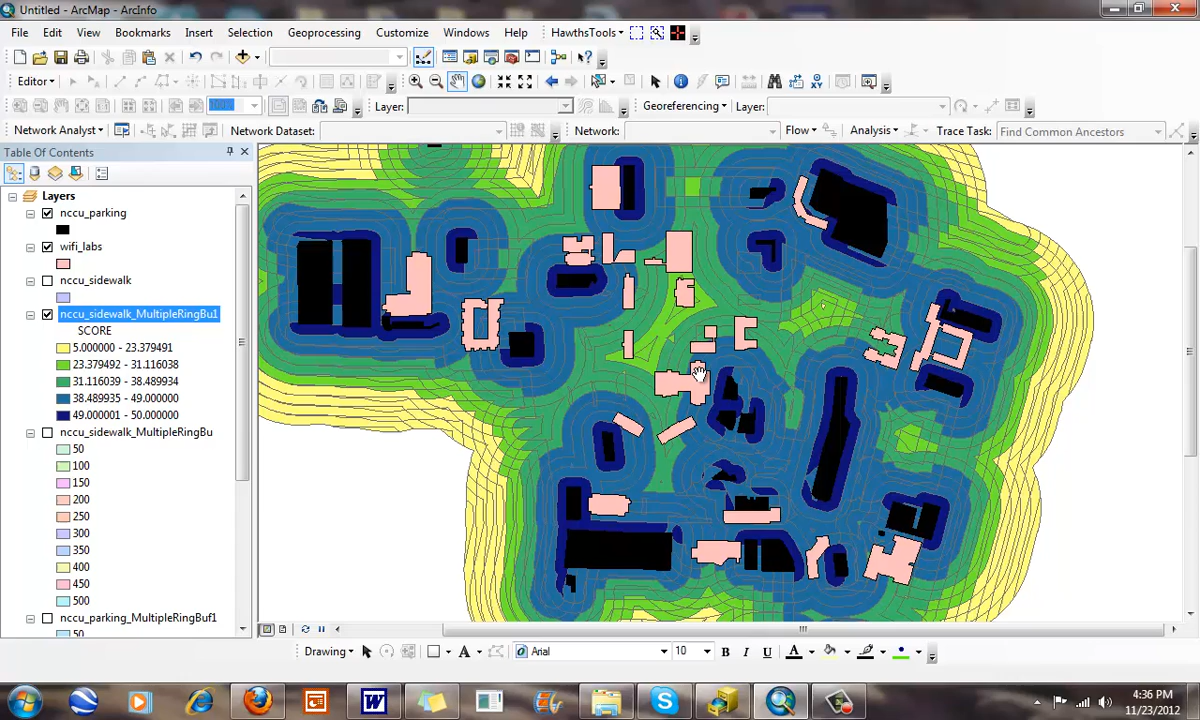 Untitled - ArcMap - ArcInfo
File Edit View Bookmarks Insert Selection Geoprocessing Customize Windows Help HawthsTools
Editor
100%
Layer: Georeferencing Layer:
Network Analyst Network Dataset: Network: Flow Analysis Trace Task: Find Common Ancestors
Table Of Contents
Layers
nccu_parking
wifi_labs
nccu_sidewalk
nccu_sidewalk_MultipleRingBu1
SCORE
5.000000 - 23.379491
23.379492 - 31.116038
31.116039 - 38.489934
38.489935 - 49.000000
49.000001 - 50.000000
nccu_sidewalk_MultipleRingBu
50
100
150
200
250
300
350
400
450
500
nccu_parking_MultipleRingBuf1
50
Drawing A Arial 10 B I U A
4:36 PM
11/23/2012